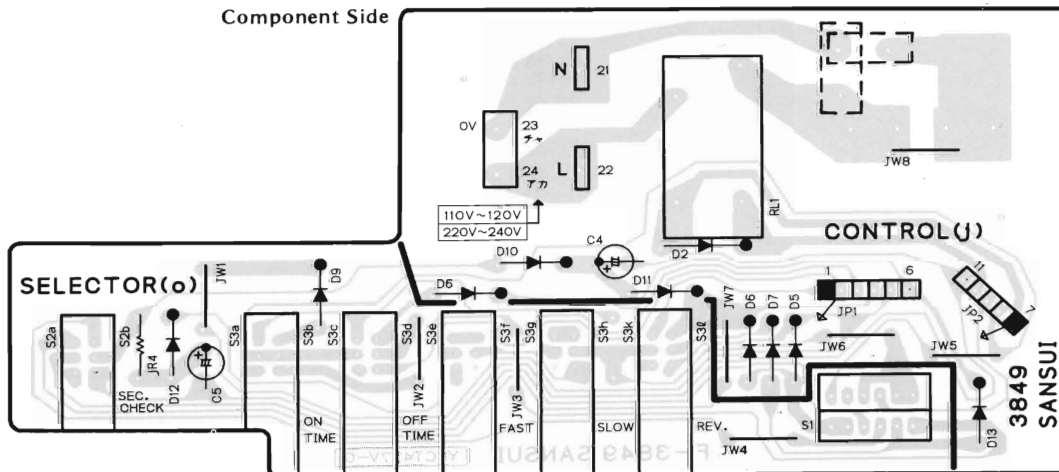 Component Side
N
21
OV
23
チャ
24
アカ
L
22
110V~120V
220V~240V
RL1
JW8
CONTROL(J)
D10
C4
D2
D6
D11
1
6
JP1
11
7
JP2
SELECTOR(o)
JW1
D9
JW7
D6
D7
D5
JW6
JW5
3849
SANSUI
S2a
S2b
JR4
D12
C5
S3a
S3b
S3c
S3d
S3e
S3f
S3g
S3h
S3k
S3ℓ
SEC.
CHECK
ON
TIME
JW2
OFF
TIME
JW3
FAST
SLOW
REV.
JW4
S1
D13
F-3849 SANSUI